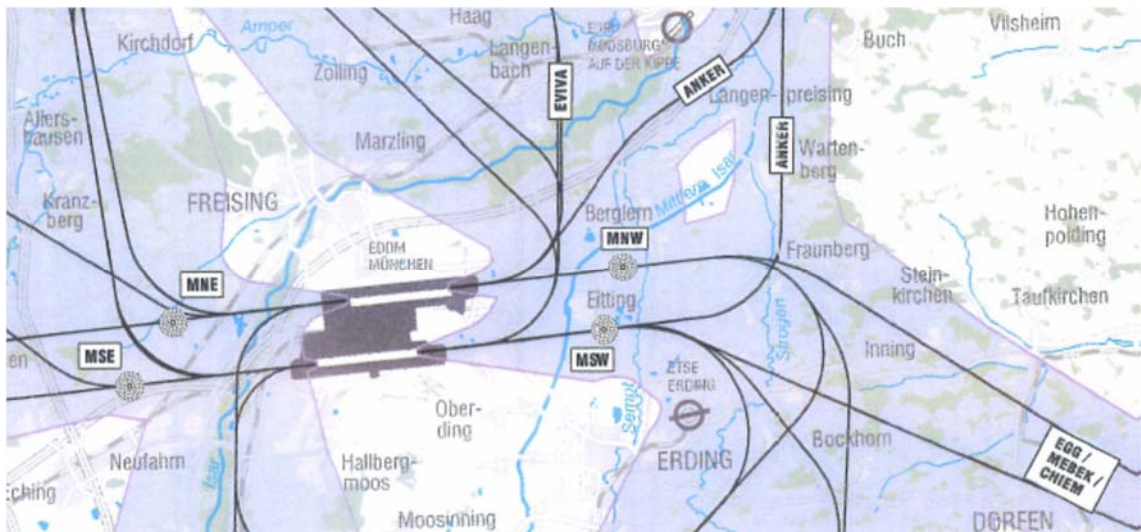 Haag
Vilsheim
Kirchdorf
Amper
Langen-
bach
MOOSBURG
AUF DER KIPPE
Buch
Zolling
EVIVA
ANKER
Langen-
preising
Allers-
hausen
Marzling
ANKER
Warten-
berg
Kranz-
berg
FREISING
Mittlere Isar
Berglern
Hohen-
polding
EDDM
MÜNCHEN
MNW
Fraunberg
MNE
Stein-
kirchen
Taufkirchen
Eitting
Strogen
MSE
MSW
Inning
en
ERDING
Sempt
Ober-
ding
Isar
Neufahrn
Hallberg-
moos
ERDING
Bockhorn
EGG /
MEBEK /
CHIEM
Eching
Moosinning
DORFEN